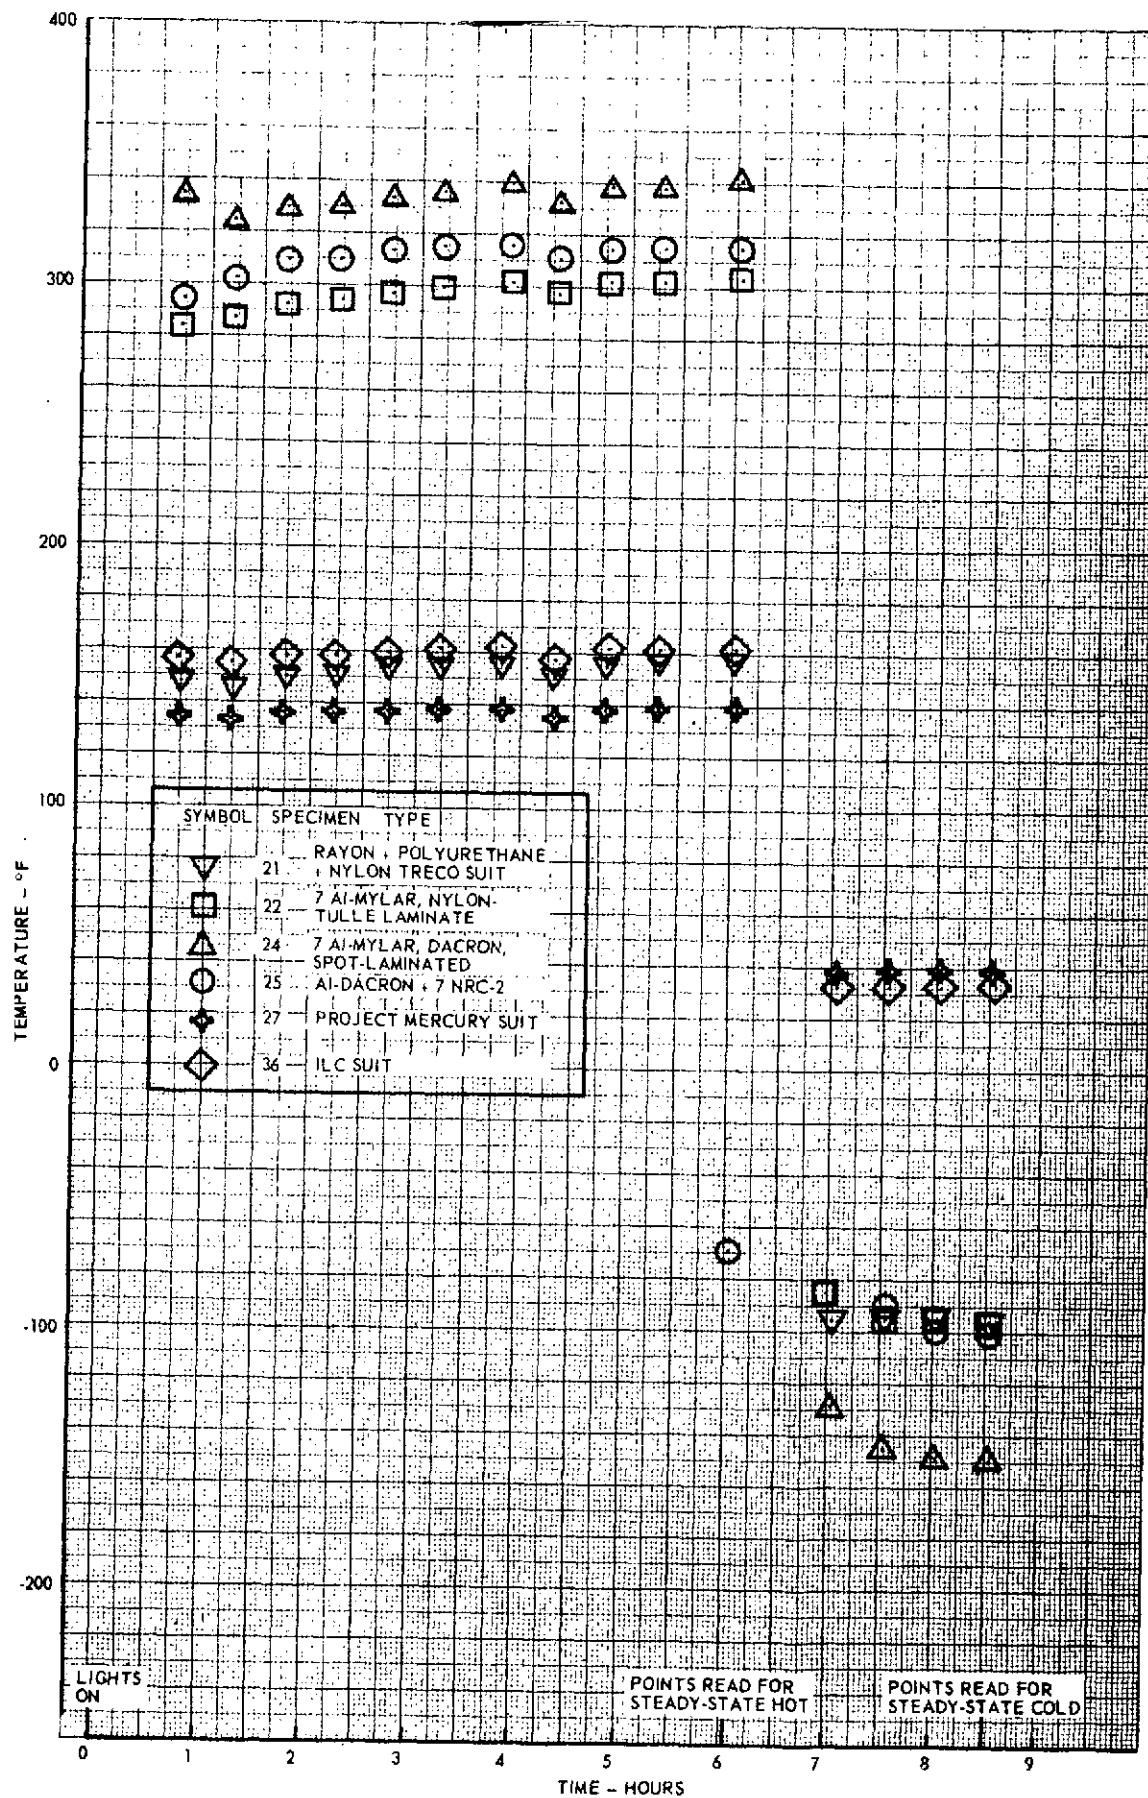 400
300
200
100
0
-100
-200
TEMPERATURE - °F
SYMBOL SPECIMEN TYPE
21 RAYON + POLYURETHANE
+ NYLON TRECO SUIT
22 7 Al-MYLAR, NYLON-
TULLE LAMINATE
24 7 Al-MYLAR, DACRON,
SPOT-LAMINATED
25 Al-DACRON + 7 NRC-2
27 PROJECT MERCURY SUIT
36 ILC SUIT
LIGHTS
ON
POINTS READ FOR
STEADY-STATE HOT
POINTS READ FOR
STEADY-STATE COLD
0 1 2 3 4 5 6 7 8 9
TIME - HOURS